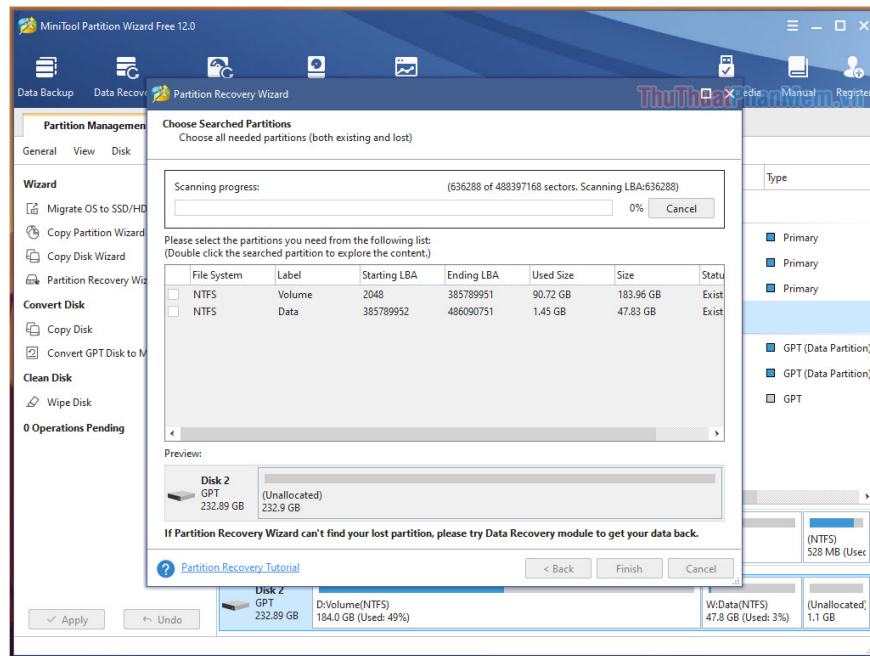 MiniTool Partition Wizard Free 12.0
Data Backup
Manual
Register
Partition Recovery Wizard
ThuThuatPhanMem.vn
Partition Managemen
General View Disk
Choose Searched Partitions
Choose all needed partitions (both existing and lost)
Type
Wizard
Migrate OS to SSD/HD
Copy Partition Wizard
Copy Disk Wizard
Partition Recovery Wiz
Convert Disk
Copy Disk
Convert GPT Disk to M
Clean Disk
Wipe Disk
0 Operations Pending
Scanning progress: (636288 of 488397168 sectors. Scanning LBA:636288)
0% Cancel
Please select the partitions you need from the following list:
(Double click the searched partition to explore the content.)
File System Label Starting LBA Ending LBA Used Size Size Statu
NTFS Volume 2048 385789951 90.72 GB 183.96 GB Exist
NTFS Data 385789952 486090751 1.45 GB 47.83 GB Exist
Primary
Primary
Primary
GPT (Data Partition)
GPT (Data Partition)
GPT
Preview:
Disk 2
GPT
232.89 GB
(Unallocated)
232.9 GB
If Partition Recovery Wizard can't find your lost partition, please try Data Recovery module to get your data back.
Partition Recovery Tutorial
< Back Finish Cancel
(NTFS)
528 MB (Usec
Disk 2
GPT
232.89 GB
D:Volume(NTFS)
184.0 GB (Used: 49%)
W:Data(NTFS)
47.8 GB (Used: 3%)
(Unallocated)
1.1 GB
Apply Undo